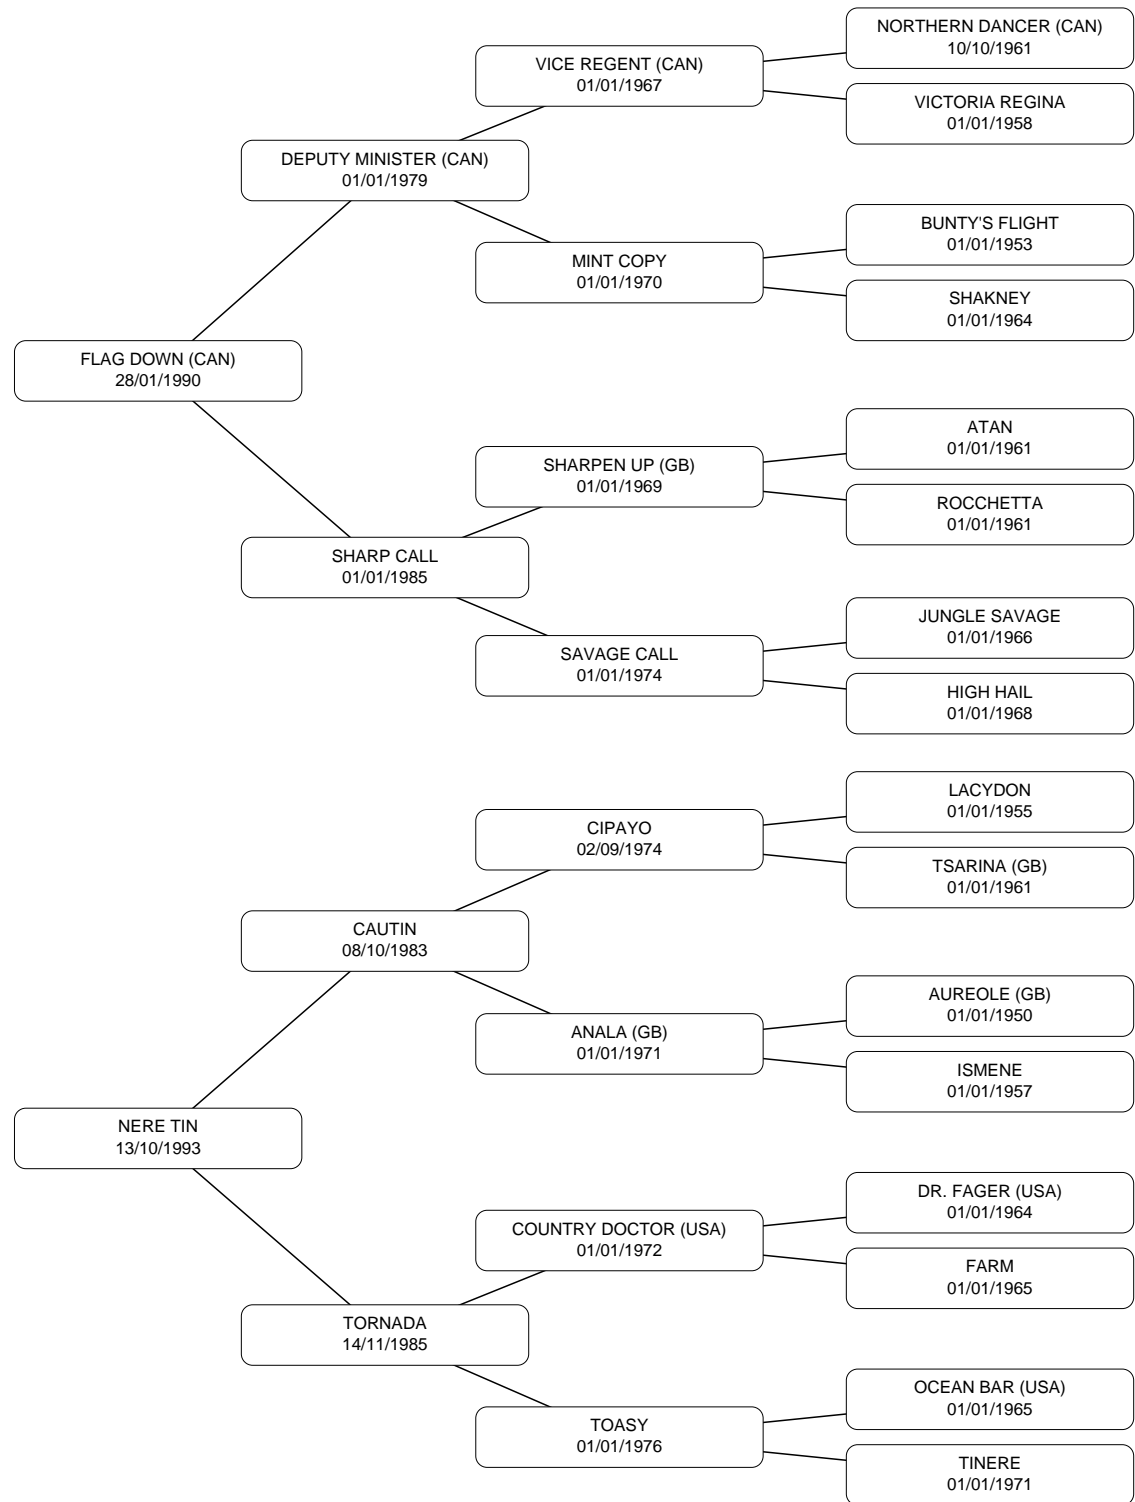 NORTHERN DANCER (CAN)
10/10/1961
VICE REGENT (CAN)
01/01/1967
VICTORIA REGINA
01/01/1958
DEPUTY MINISTER (CAN)
01/01/1979
BUNTY'S FLIGHT
01/01/1953
MINT COPY
01/01/1970
SHAKNEY
01/01/1964
FLAG DOWN (CAN)
28/01/1990
ATAN
01/01/1961
SHARPEN UP (GB)
01/01/1969
ROCCHETTA
01/01/1961
SHARP CALL
01/01/1985
JUNGLE SAVAGE
01/01/1966
SAVAGE CALL
01/01/1974
HIGH HAIL
01/01/1968
LACYDON
01/01/1955
CIPAYO
02/09/1974
TSARINA (GB)
01/01/1961
CAUTIN
08/10/1983
AUREOLE (GB)
01/01/1950
ANALA (GB)
01/01/1971
ISMENE
01/01/1957
NERE TIN
13/10/1993
DR. FAGER (USA)
01/01/1964
COUNTRY DOCTOR (USA)
01/01/1972
FARM
01/01/1965
TORNADA
14/11/1985
OCEAN BAR (USA)
01/01/1965
TOASY
01/01/1976
TINERE
01/01/1971